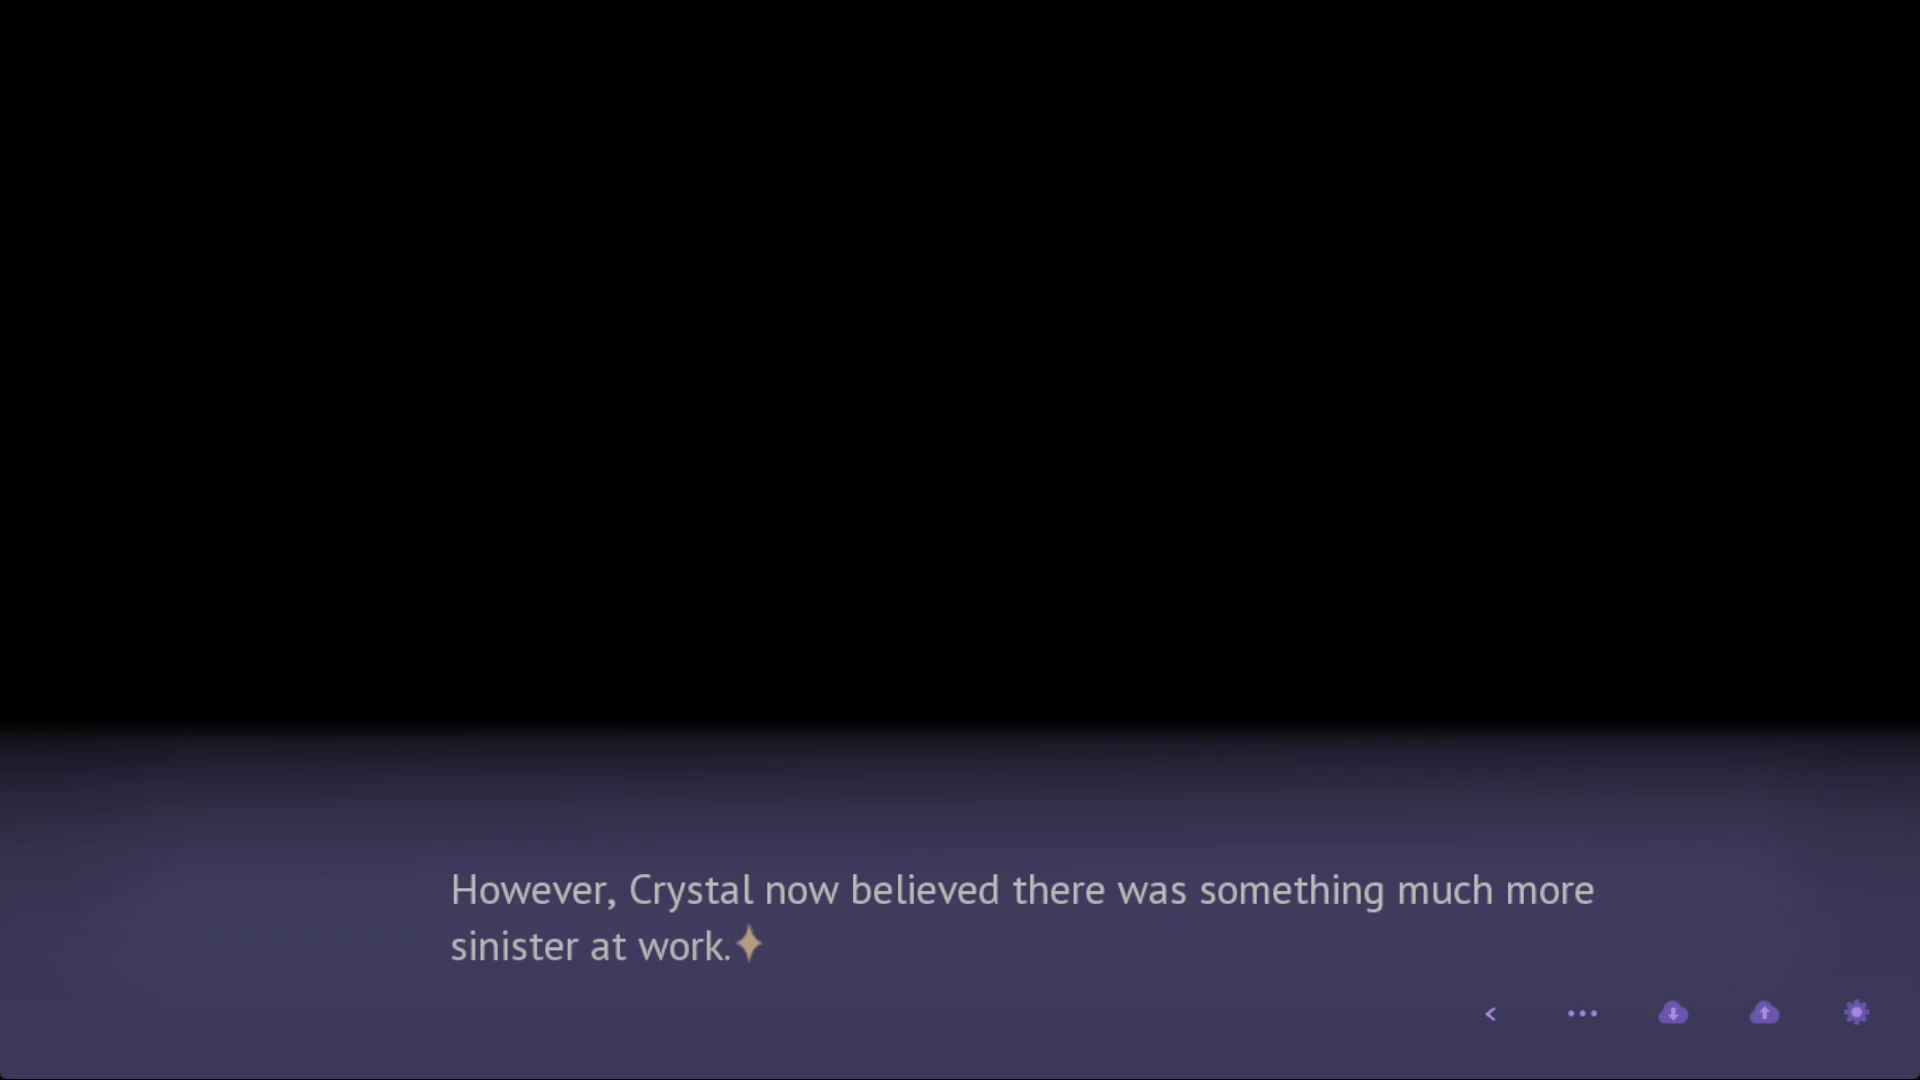 However, Crystal now believed there was something much more
sinister at work.